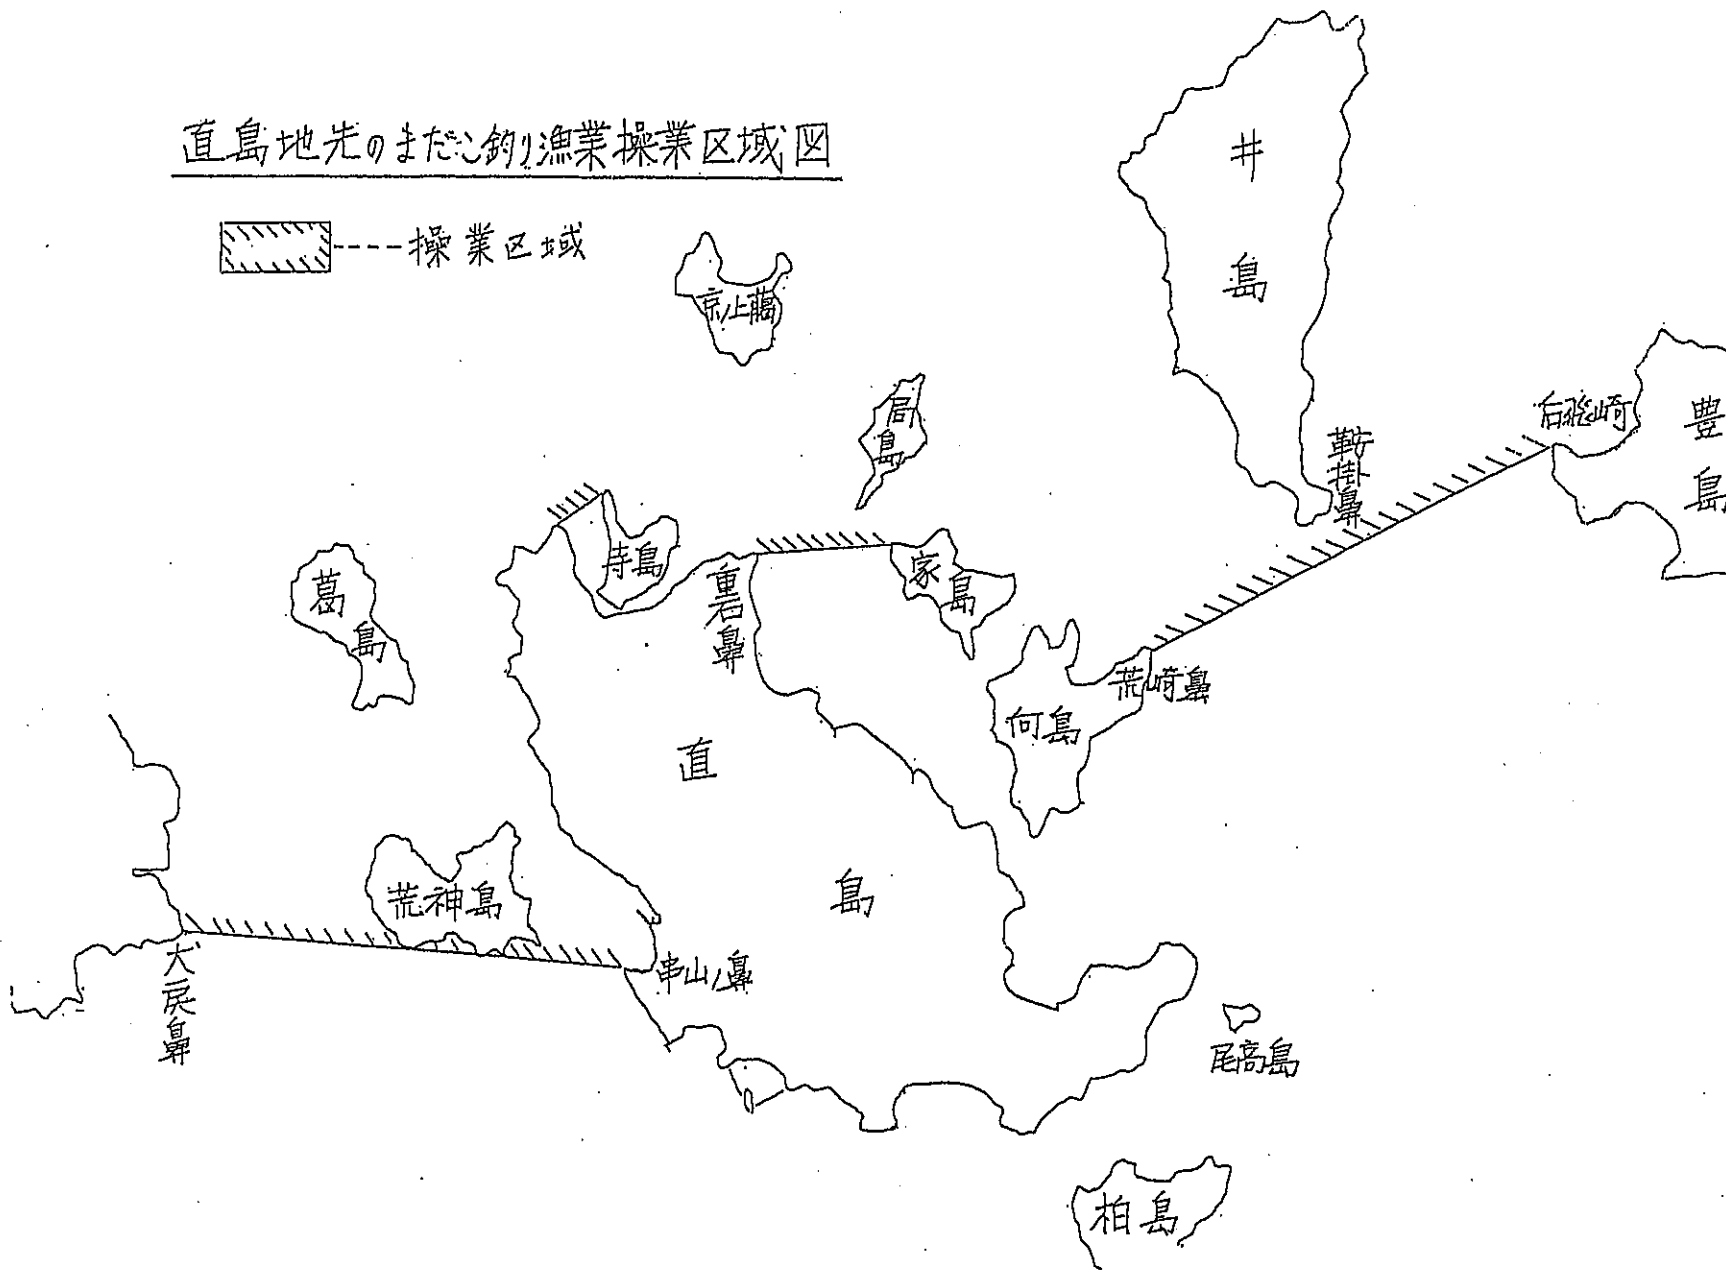 直島地先のまだこ釣り漁業操業区域図
操業区域
井島
京ノ上﨟
局島
白飛崎
豊島
鞍掛鼻
寺島
家島
葛島
重石鼻
荒崎鼻
向島
直島
荒神島
大戻鼻
串山ノ鼻
尾高島
柏島